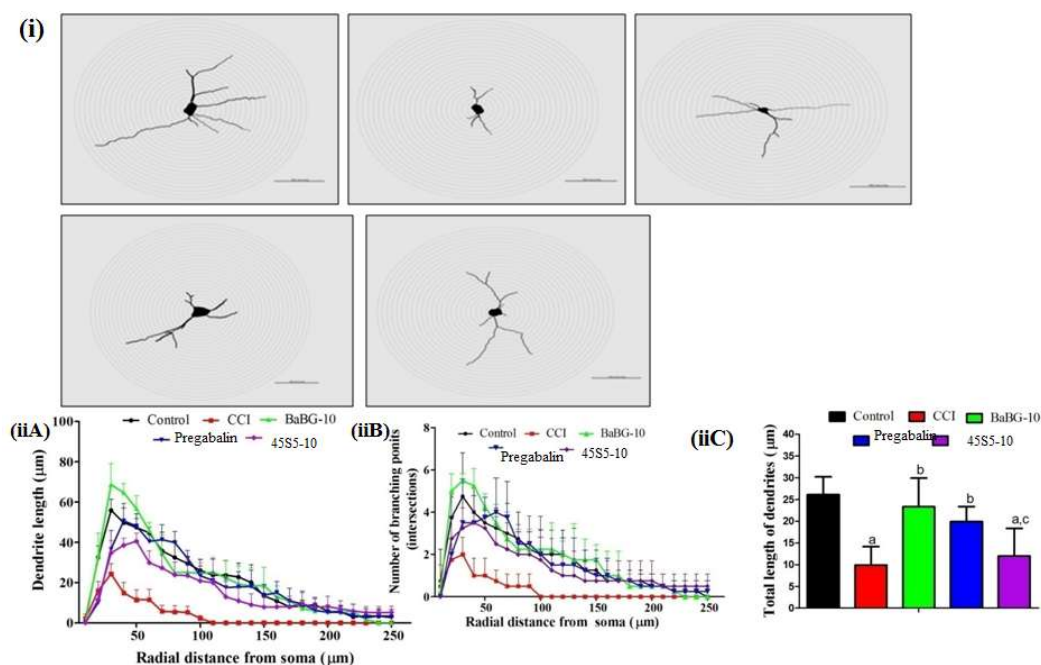 (i)
(iiA)
Control CCI BaBG-10
Pregabalin 45S5-10
Dendrite length (μm)
100
80
60
40
20
0
50 100 150 200 250
Radial distance from soma (μm)
(iiB)
Control CCI BaBG-10
Pregabalin 45S5-10
Number of branching ponits
(intersections)
8
6
4
2
0
50 100 150 200 250
Radial distance from soma (μm)
(iiC)
Control CCI BaBG-10
Pregabalin 45S5-10
Total length of dendrites (μm)
40
35
30
25
20
15
10
5
0
a
b
b
a,c